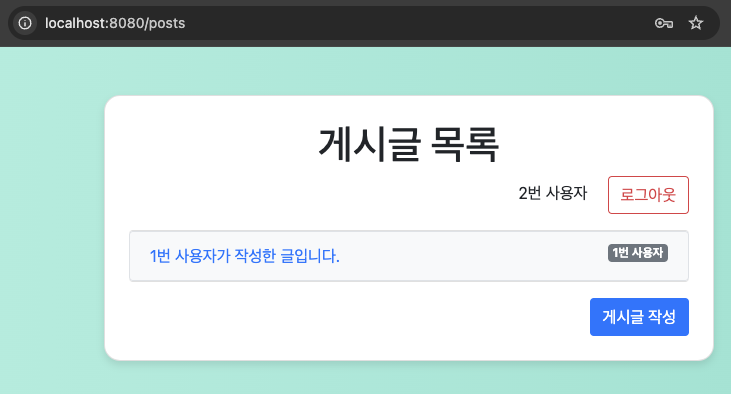 localhost:8080/posts
게시글 목록
2번 사용자 로그아웃
1번 사용자가 작성한 글입니다. 1번 사용자
게시글 작성